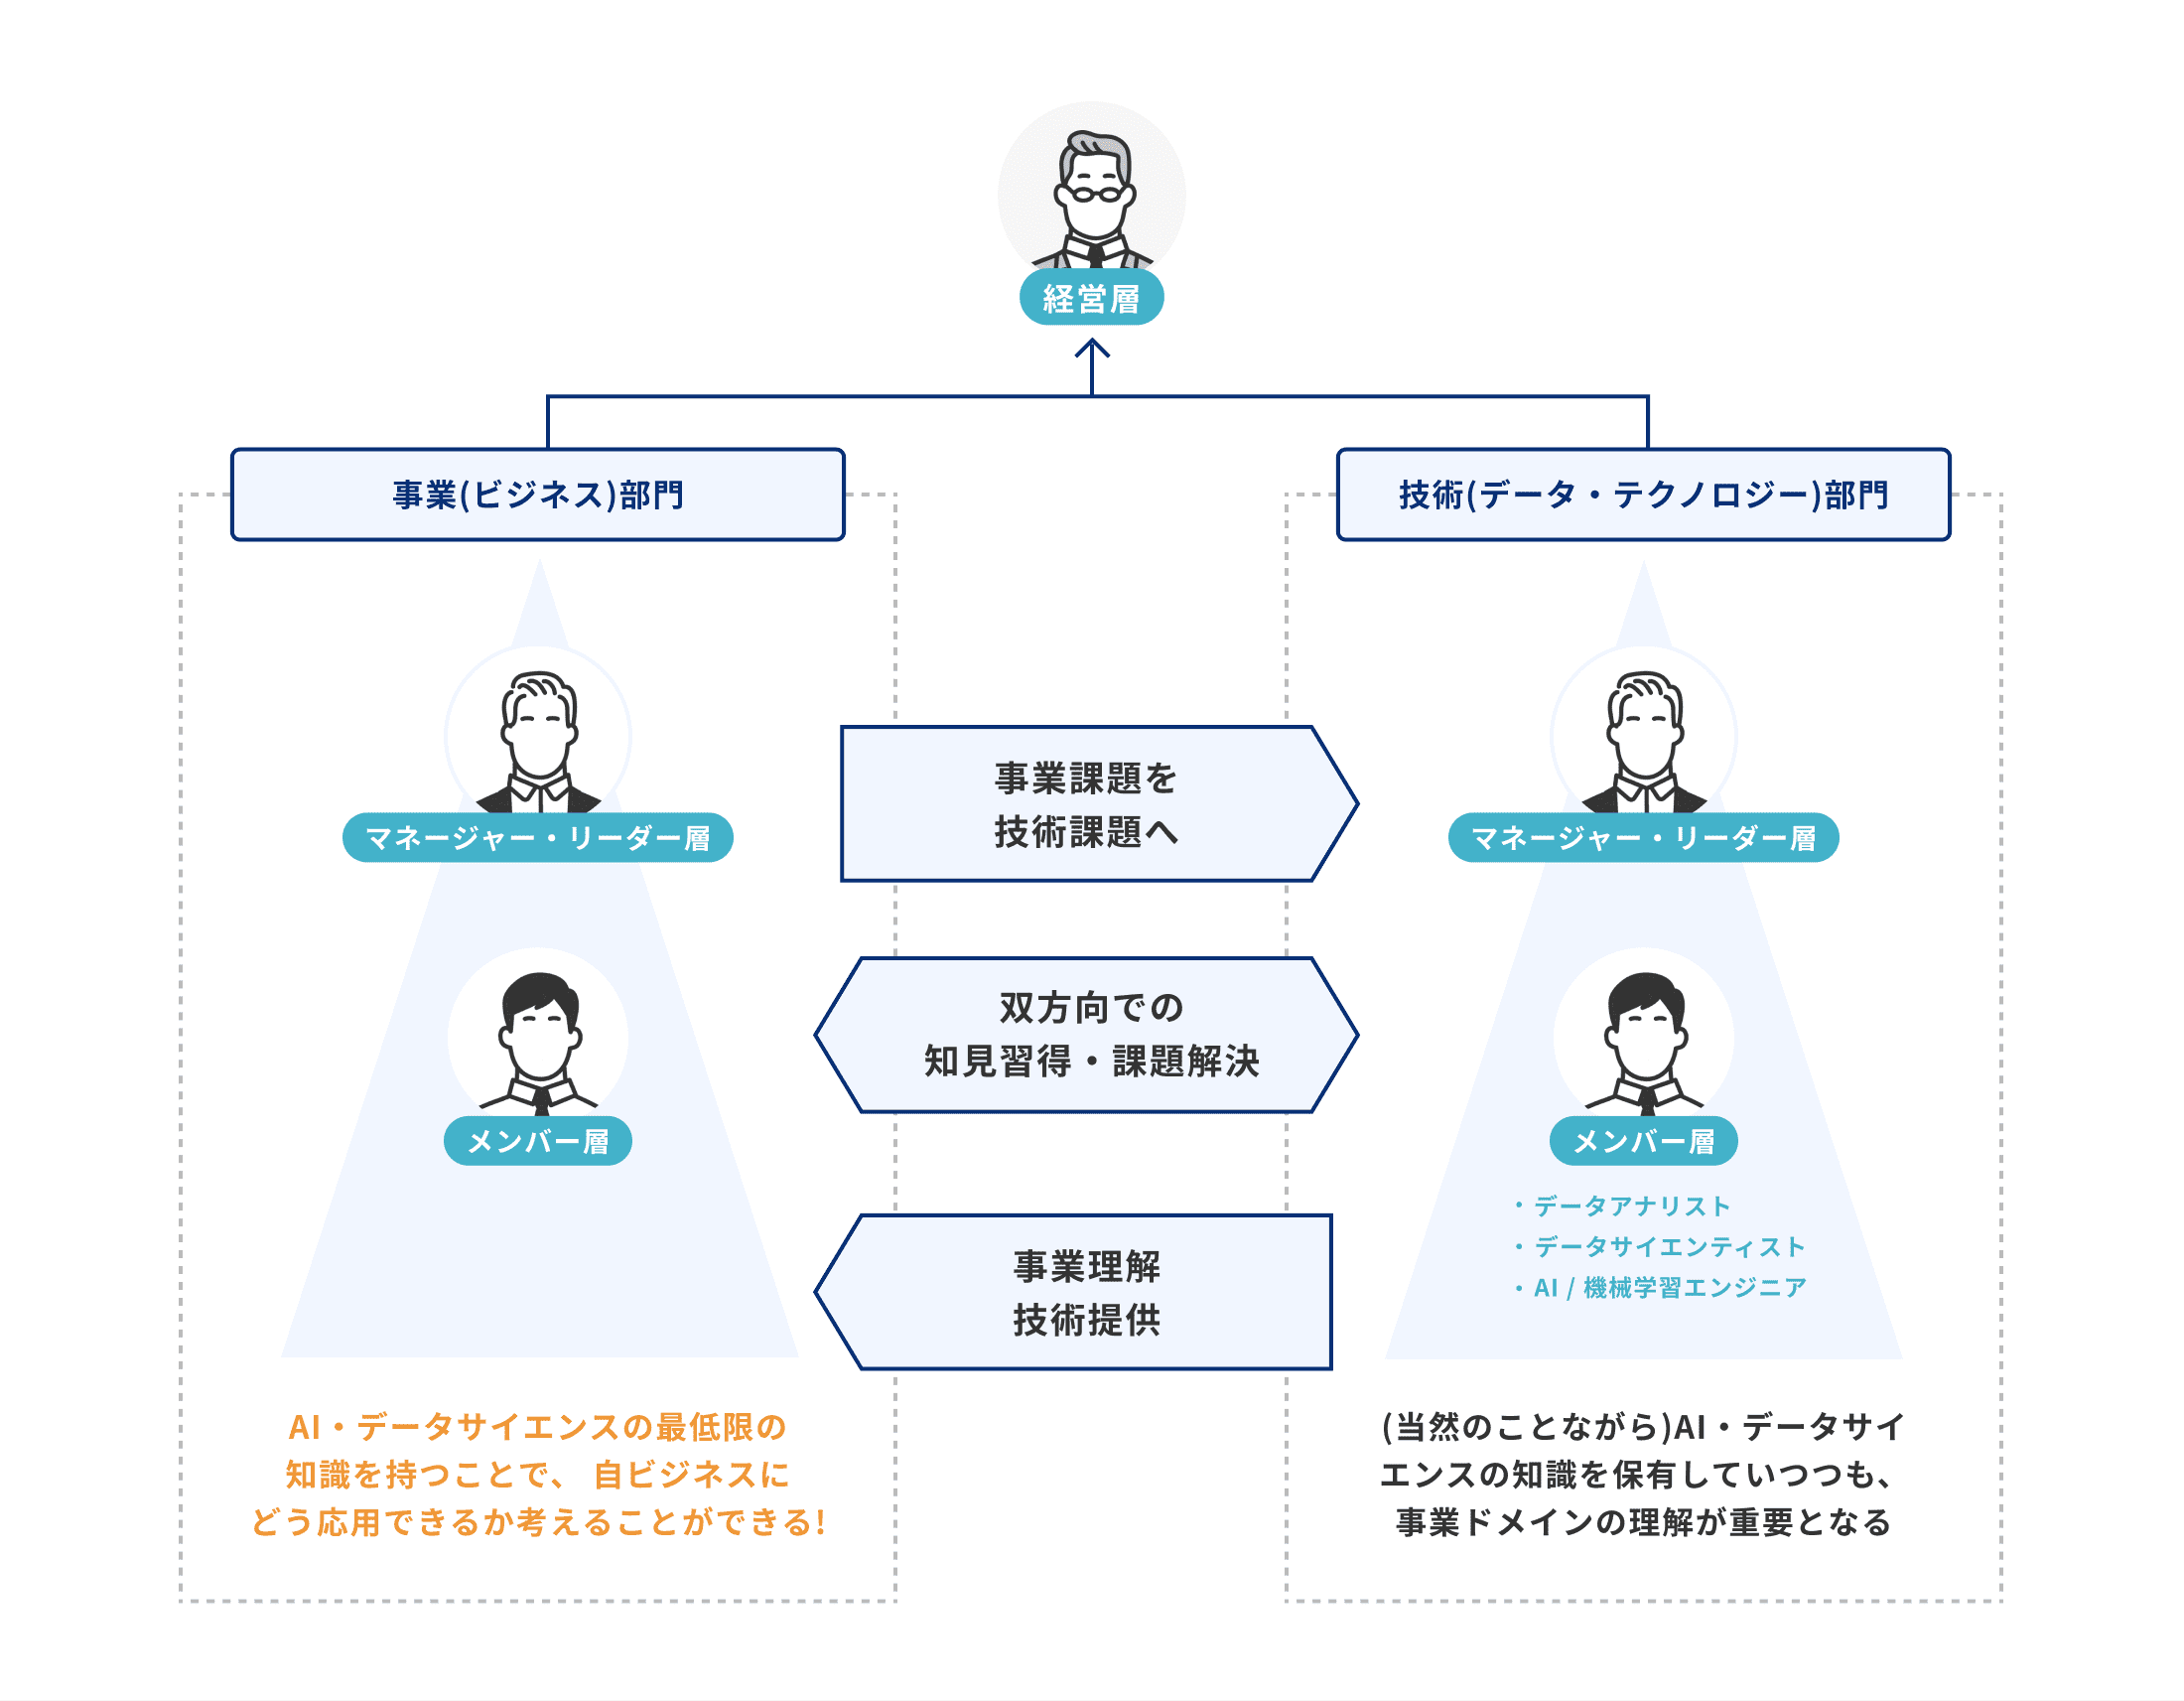 経営層
事業(ビジネス)部門
技術(データ・テクノロジー)部門
マネージャー・リーダー層
メンバー層
AI・データサイエンスの最低限の
知識を持つことで、 自ビジネスに
どう応用できるか考えることができる!
事業課題を
技術課題へ
双方向での
知見習得・課題解決
事業理解
技術提供
マネージャー・リーダー層
メンバー層
・データアナリスト
・データサイエンティスト
・AI / 機械学習エンジニア
(当然のことながら)AI・データサイ
エンスの知識を保有していつつも、
事業ドメインの理解が重要となる